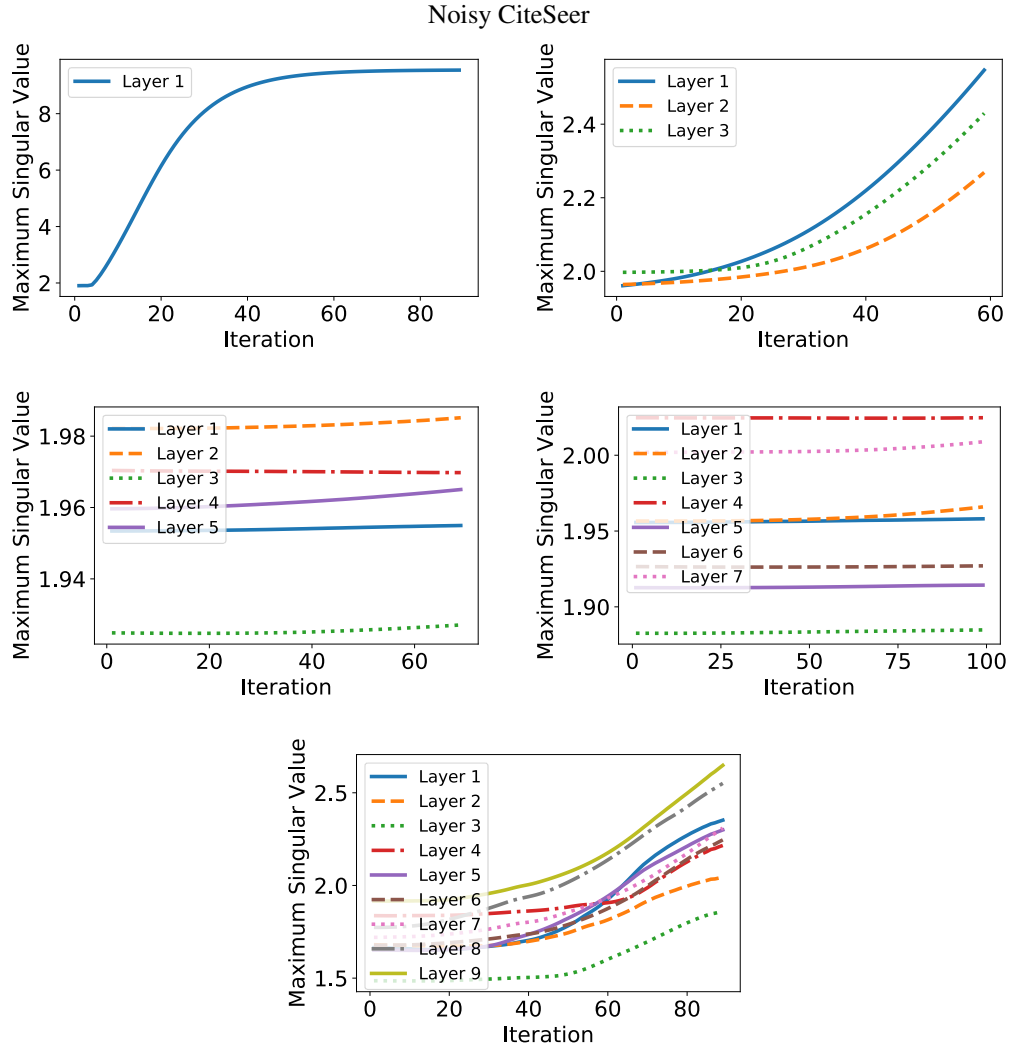 Noisy CiteSeer
Maximum Singular Value
8
6
4
2
Layer 1
0
20
40
60
80
Iteration
Maximum Singular Value
2.4
2.2
2.0
Layer 1
Layer 2
Layer 3
0
20
40
60
Iteration
Maximum Singular Value
1.98
1.96
1.94
Layer 1
Layer 2
Layer 3
Layer 4
Layer 5
0
20
40
60
Iteration
Maximum Singular Value
2.00
1.95
1.90
Layer 1
Layer 2
Layer 3
Layer 4
Layer 5
Layer 6
Layer 7
0
25
50
75
100
Iteration
Maximum Singular Value
2.5
2.0
1.5
Layer 1
Layer 2
Layer 3
Layer 4
Layer 5
Layer 6
Layer 7
Layer 8
Layer 9
0
20
40
60
80
Iteration